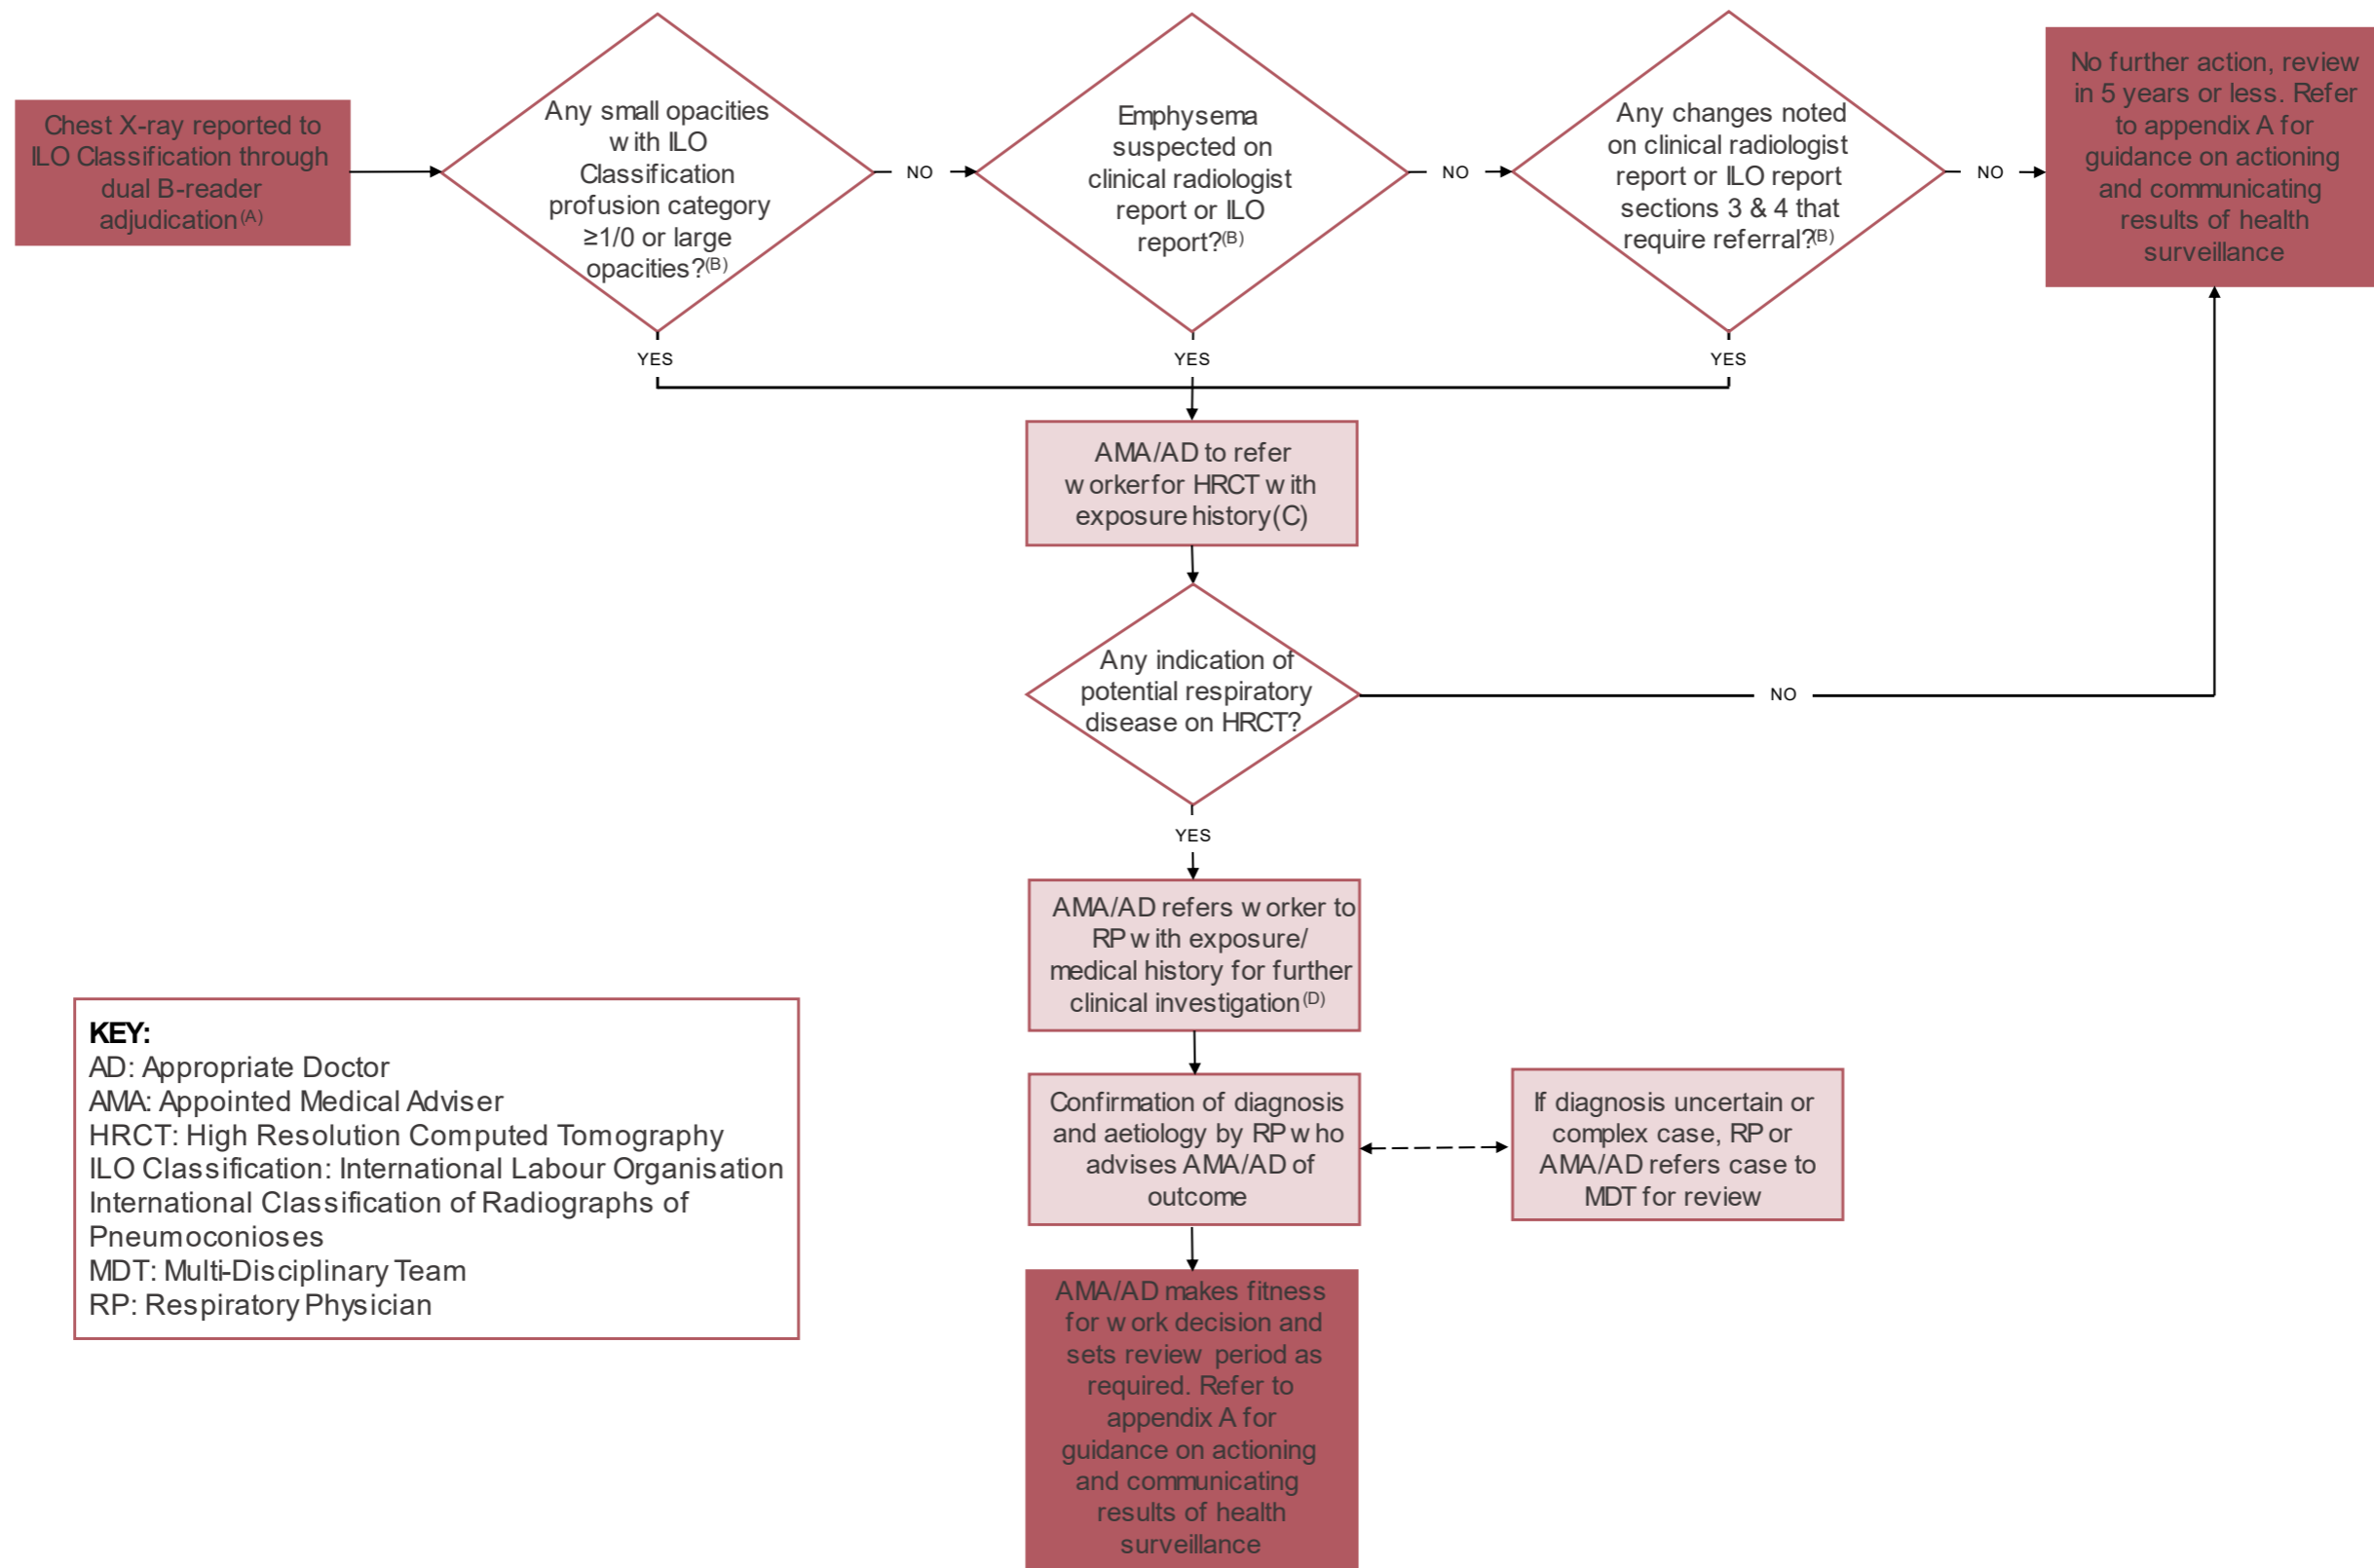 Chest X-ray reported to
ILO Classification through
dual B-reader
adjudication(A)
Any small opacities
with ILO
Classification
profusion category
≥1/0 or large
opacities?(B)
NO
Emphysema
suspected on
clinical radiologist
report or ILO
report?(B)
NO
Any changes noted
on clinical radiologist
report or ILO report
sections 3 & 4 that
require referral?(B)
NO
No further action, review
in 5 years or less. Refer
to appendix A for
guidance on actioning
and communicating
results of health
surveillance
YES
YES
YES
AMA/AD to refer
worker for HRCT with
exposure history(C)
Any indication of
potential respiratory
disease on HRCT?
NO
YES
AMA/AD refers worker to
RP with exposure/
medical history for further
clinical investigation(D)
Confirmation of diagnosis
and aetiology by RP who
advises AMA/AD of
outcome
If diagnosis uncertain or
complex case, RP or
AMA/AD refers case to
MDT for review
AMA/AD makes fitness
for work decision and
sets review period as
required. Refer to
appendix A for
guidance on actioning
and communicating
results of health
surveillance
KEY:
AD: Appropriate Doctor
AMA: Appointed Medical Adviser
HRCT: High Resolution Computed Tomography
ILO Classification: International Labour Organisation
International Classification of Radiographs of
Pneumoconioses
MDT: Multi-Disciplinary Team
RP: Respiratory Physician